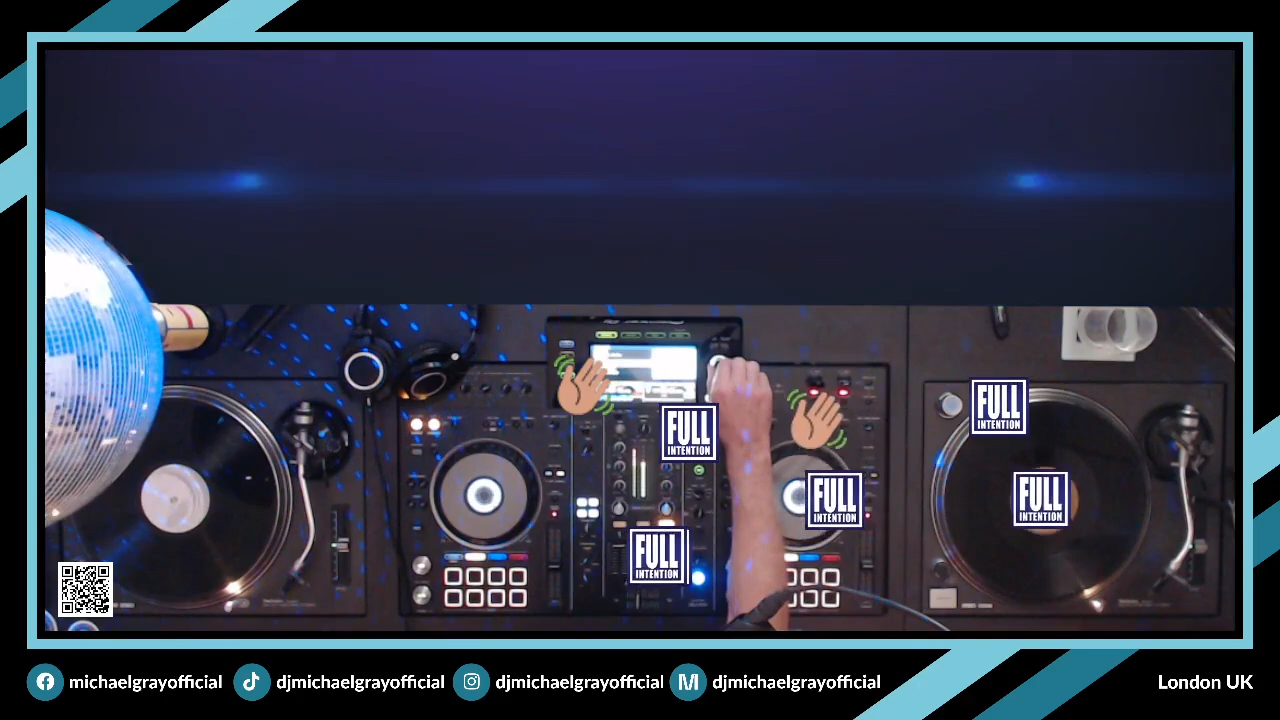 FULL
INTENTION
FULL
INTENTION
FULL
INTENTION
FULL
INTENTION
FULL
INTENTION
michaelgrayofficial
djmichaelgrayofficial
djmichaelgrayofficial
djmichaelgrayofficial
London UK